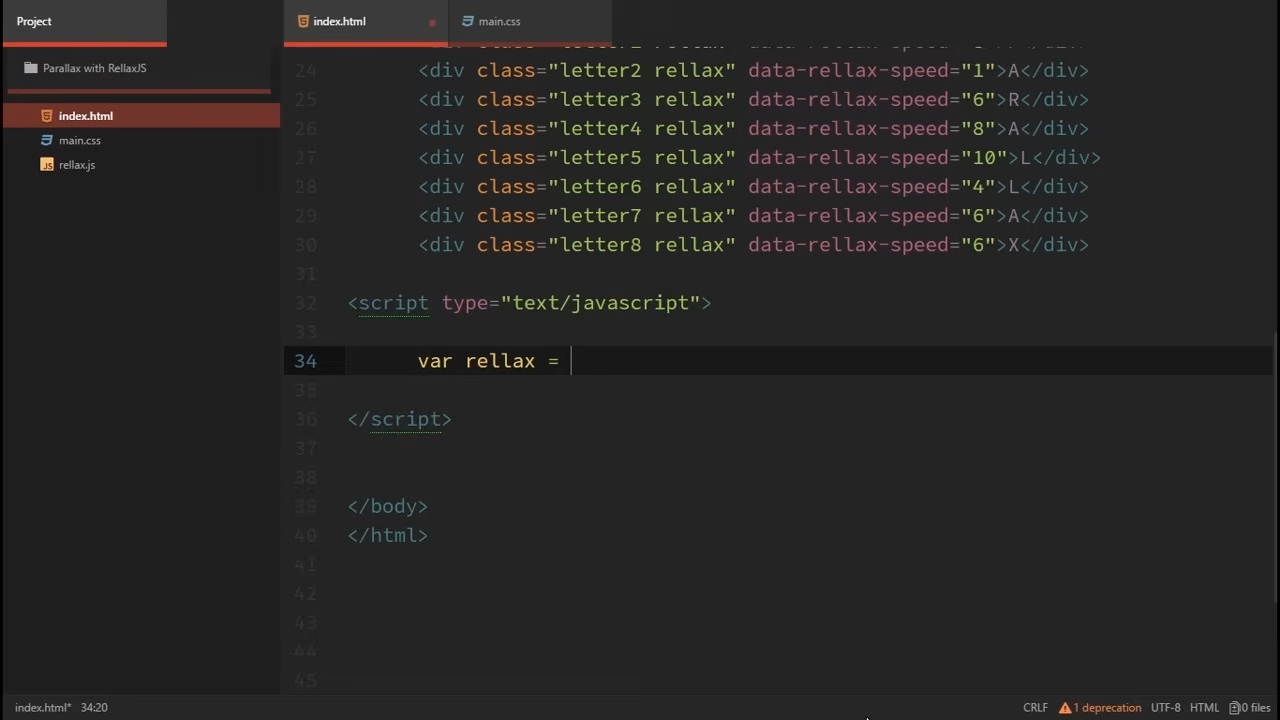 Project
index.html
main.css
Parallax with RellaxJS
index.html
main.css
rellax.js
24 <div class="letter2 rellax" data-rellax-speed="1">A</div>
25 <div class="letter3 rellax" data-rellax-speed="6">R</div>
26 <div class="letter4 rellax" data-rellax-speed="8">A</div>
27 <div class="letter5 rellax" data-rellax-speed="10">L</div>
28 <div class="letter6 rellax" data-rellax-speed="4">L</div>
29 <div class="letter7 rellax" data-rellax-speed="6">A</div>
30 <div class="letter8 rellax" data-rellax-speed="6">X</div>
31
32 <script type="text/javascript">
33
34 var rellax =
35
36 </script>
37
38
39 </body>
40 </html>
41
42
43
44
45
index.html* 34:20 CRLF 1 deprecation UTF-8 HTML 0 files